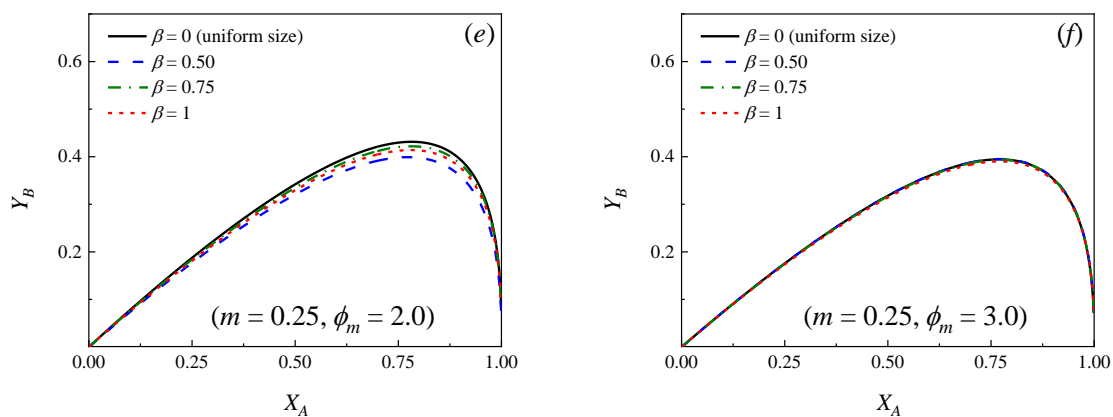 (e)
β = 0 (uniform size)
β = 0.50
β = 0.75
β = 1
0.6
0.4
0.2
Y_B
(m = 0.25, ϕ_m = 2.0)
0.00 0.25 0.50 0.75 1.00
X_A
(f)
β = 0 (uniform size)
β = 0.50
β = 0.75
β = 1
0.6
0.4
0.2
Y_B
(m = 0.25, ϕ_m = 3.0)
0.00 0.25 0.50 0.75 1.00
X_A